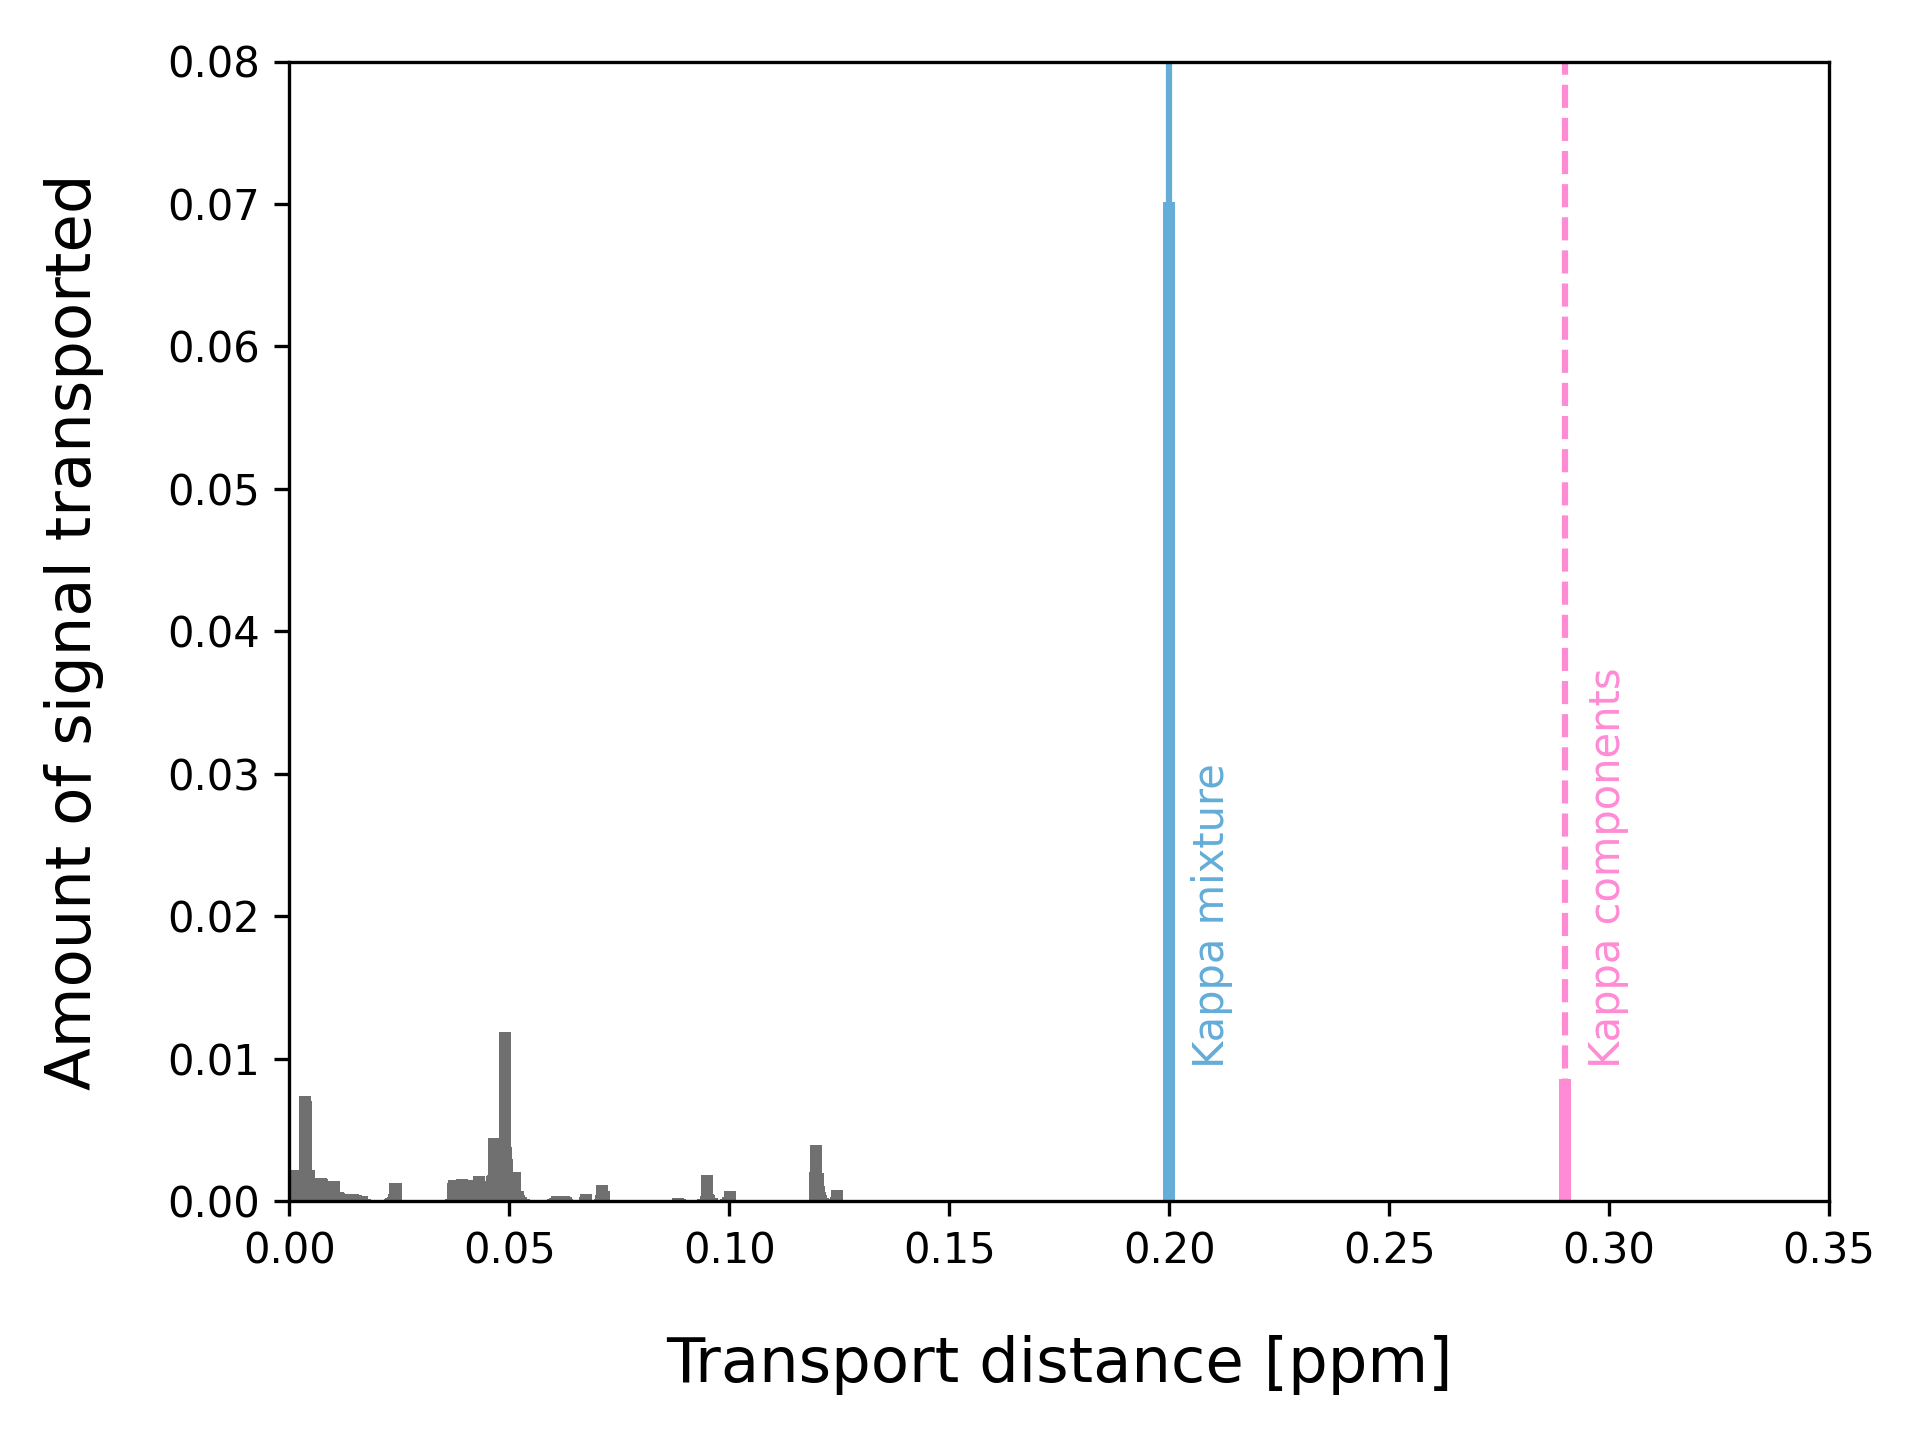 Amount of signal transported
0.08
0.07
0.06
0.05
0.04
0.03
0.02
0.01
0.00
Kappa mixture
Kappa components
0.00 0.05 0.10 0.15 0.20 0.25 0.30 0.35
Transport distance [ppm]